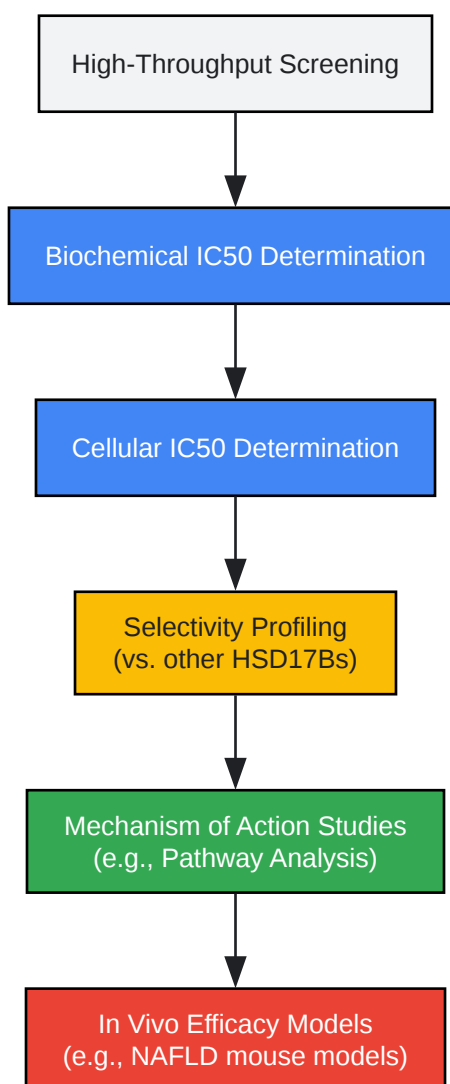 High-Throughput Screening
Biochemical IC50 Determination
Cellular IC50 Determination
Selectivity Profiling
(vs. other HSD17Bs)
Mechanism of Action Studies
(e.g., Pathway Analysis)
In Vivo Efficacy Models
(e.g., NAFLD mouse models)